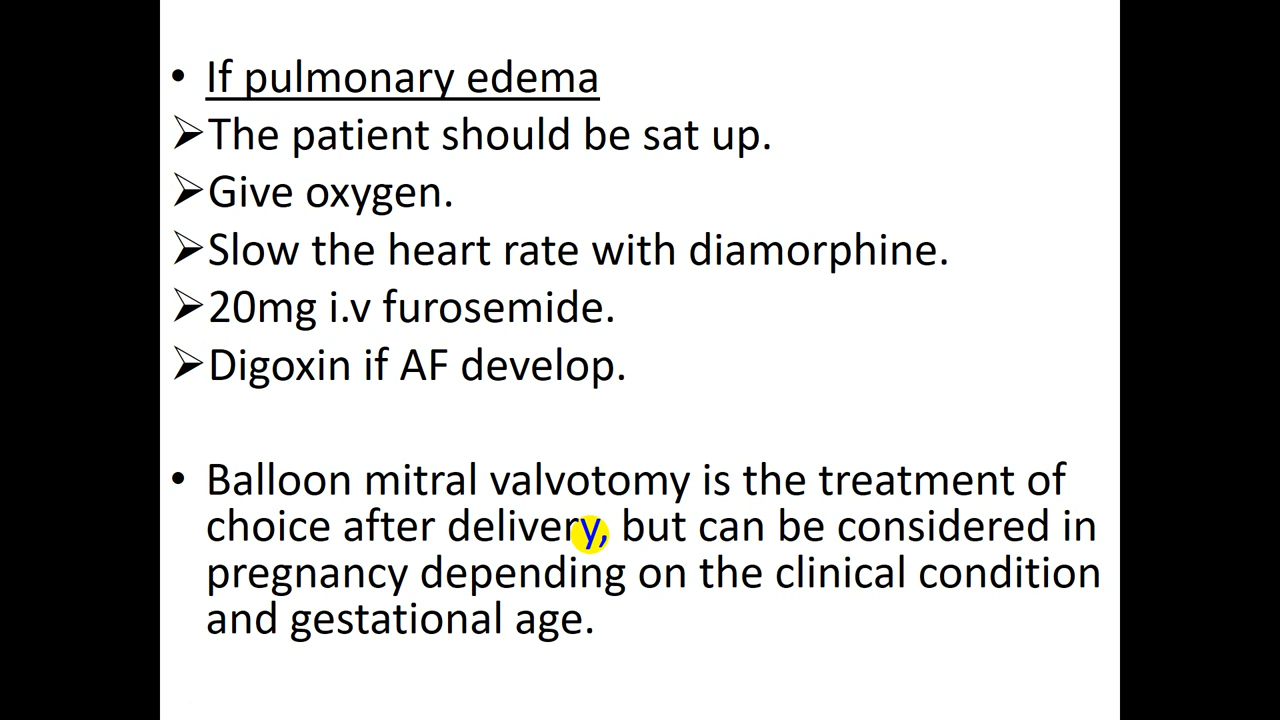 • If pulmonary edema
➢The patient should be sat up.
➢Give oxygen.
➢Slow the heart rate with diamorphine.
➢20mg i.v furosemide.
➢Digoxin if AF develop.
• Balloon mitral valvotomy is the treatment of
choice after delivery, but can be considered in
pregnancy depending on the clinical condition
and gestational age.